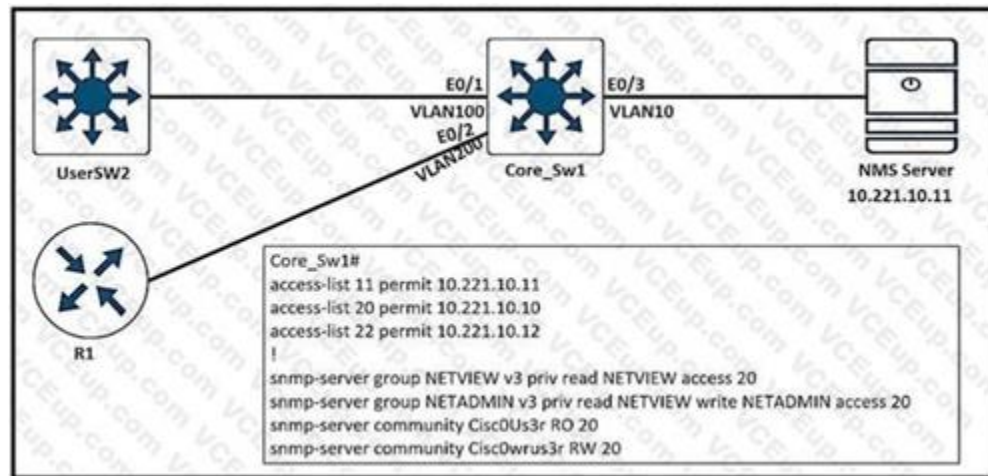 E0/1
E0/3
VLAN100
VLAN10
E0/2
VLAN200
UserSW2
Core_Sw1
NMS Server
10.221.10.11
R1
Core_Sw1#
access-list 11 permit 10.221.10.11
access-list 20 permit 10.221.10.10
access-list 22 permit 10.221.10.12
!
snmp-server group NETVIEW v3 priv read NETVIEW access 20
snmp-server group NETADMIN v3 priv read NETVIEW write NETADMIN access 20
snmp-server community Cisc0Us3r RO 20
snmp-server community Cisc0wrus3r RW 20
VCEup.com